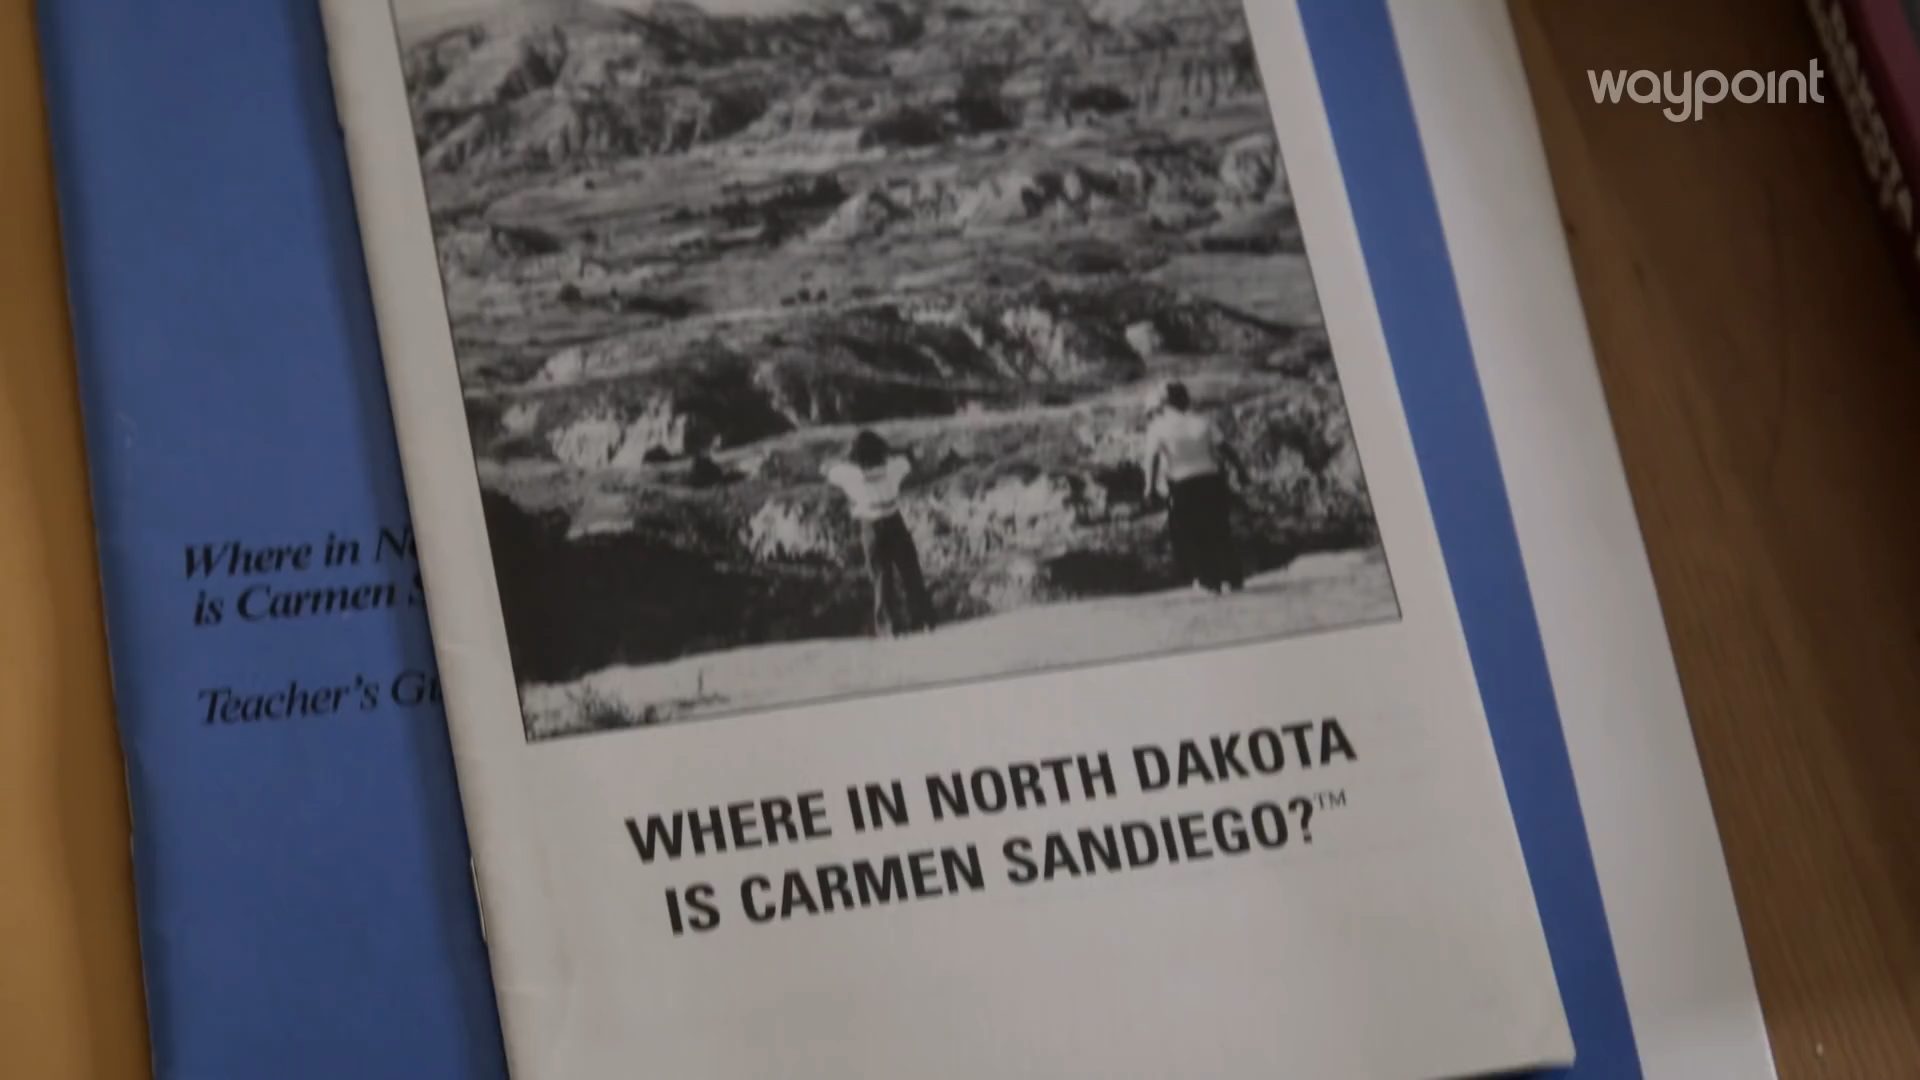 waypoint
Where in
is Carmen
Teacher's
WHERE IN NORTH DAKOTA
IS CARMEN SANDIEGO?™